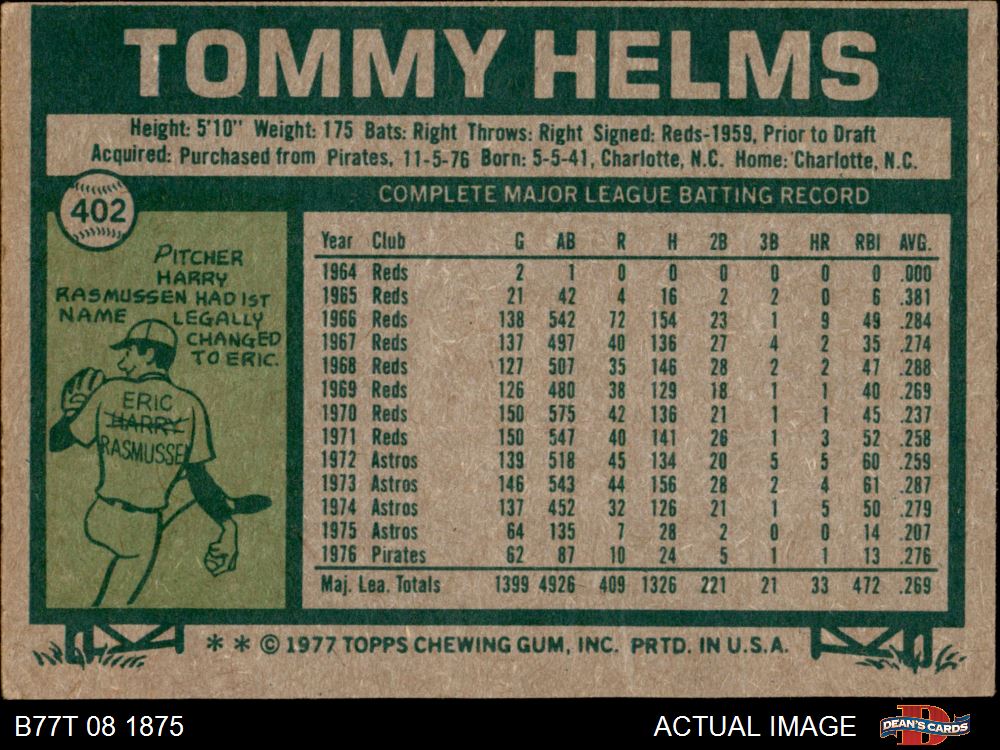 TOMMY HELMS
Height: 5'10" Weight: 175 Bats: Right Throws: Right Signed: Reds-1959, Prior to Draft
Acquired: Purchased from Pirates, 11-5-76 Born: 5-5-41, Charlotte, N.C. Home: Charlotte, N.C.
402
COMPLETE MAJOR LEAGUE BATTING RECORD
PITCHER
HARRY
RASMUSSEN HAD 1ST
NAME LEGALLY
CHANGED
TO ERIC.
ERIC
HARRY
RASMUSSEN
Year Club G AB R H 2B 3B HR RBI AVG.
1964 Reds 2 1 0 0 0 0 0 0 .000
1965 Reds 21 42 4 16 2 2 0 6 .381
1966 Reds 138 542 72 154 23 1 9 49 .284
1967 Reds 137 497 40 136 27 4 2 35 .274
1968 Reds 127 507 35 146 28 2 2 47 .288
1969 Reds 126 480 38 129 18 1 1 40 .269
1970 Reds 150 575 42 136 21 1 1 45 .237
1971 Reds 150 547 40 141 26 1 3 52 .258
1972 Astros 139 518 45 134 20 5 5 60 .259
1973 Astros 146 543 44 156 28 2 4 61 .287
1974 Astros 137 452 32 126 21 1 5 50 .279
1975 Astros 64 135 7 28 2 0 0 14 .207
1976 Pirates 62 87 10 24 5 1 1 13 .276
Maj. Lea. Totals 1399 4926 409 1326 221 21 33 472 .269
* * © 1977 TOPPS CHEWING GUM, INC. PRTD. IN U.S.A.
B77T 08 1875
ACTUAL IMAGE
DEAN'S CARDS